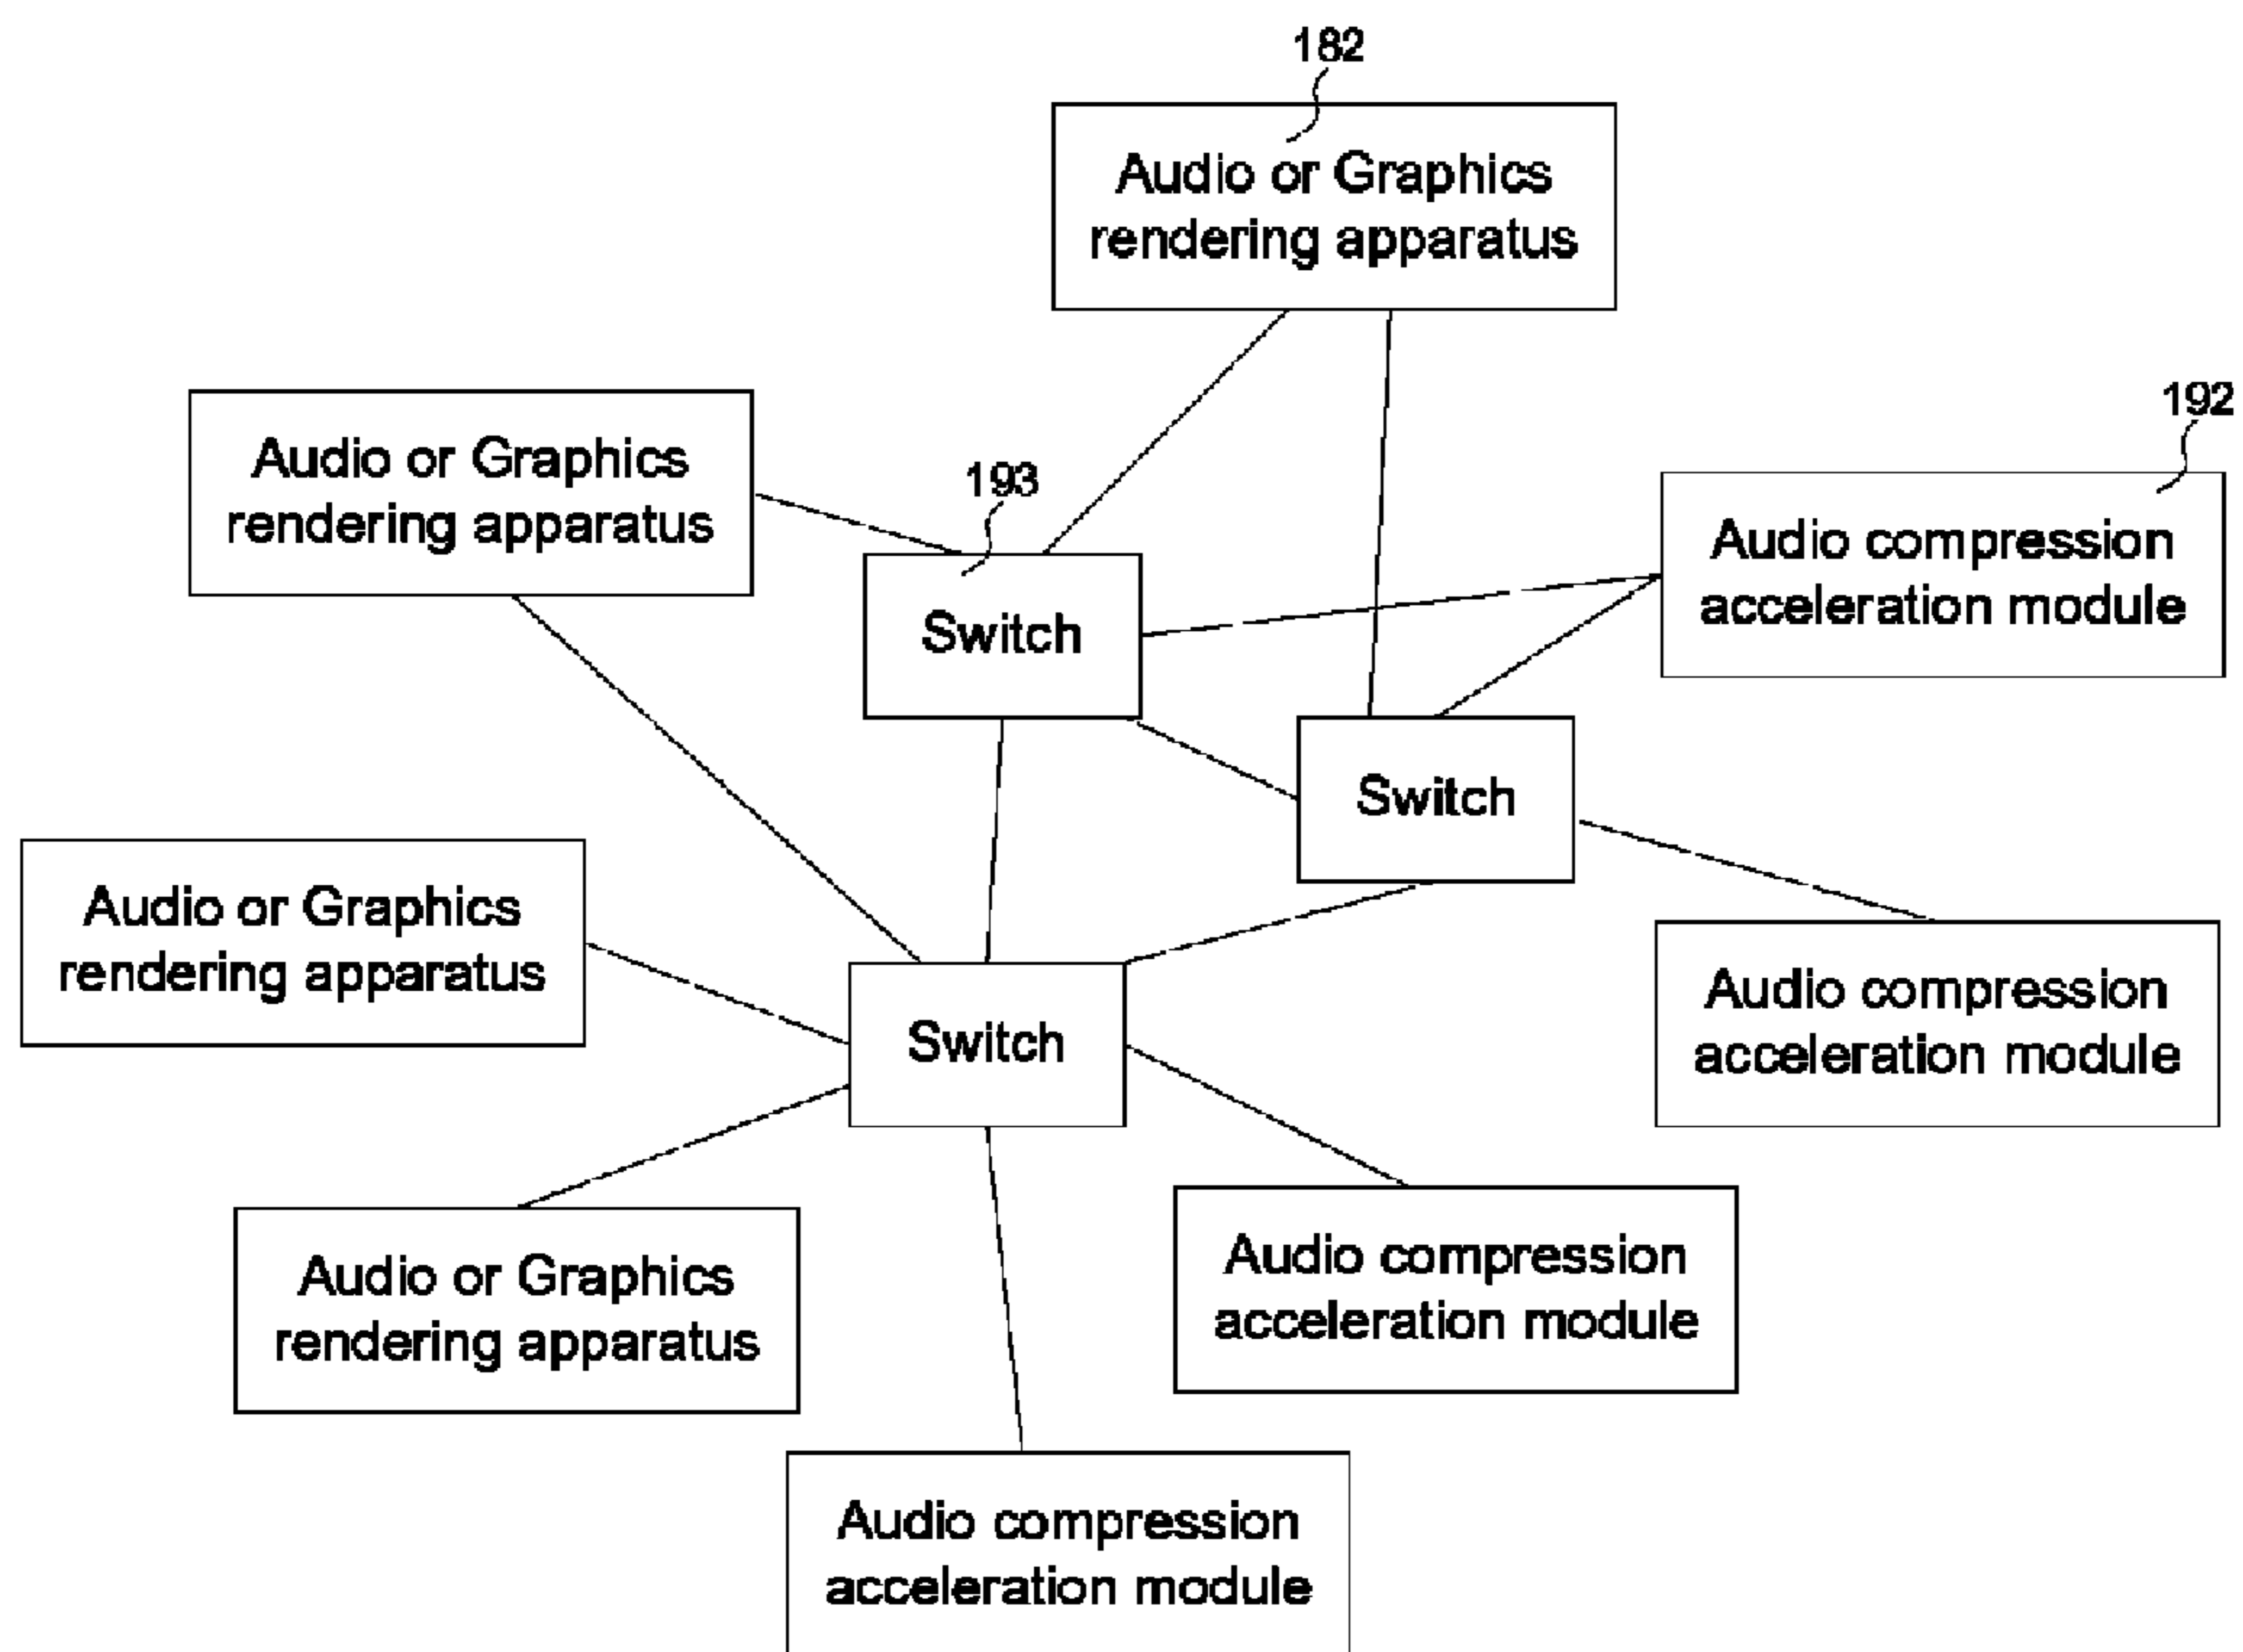 182
Audio or Graphics
rendering apparatus
192
Audio or Graphics
rendering apparatus
193
Audio compression
acceleration module
Switch
Switch
Audio or Graphics
rendering apparatus
Audio compression
acceleration module
Switch
Audio or Graphics
rendering apparatus
Audio compression
acceleration module
Audio compression
acceleration module